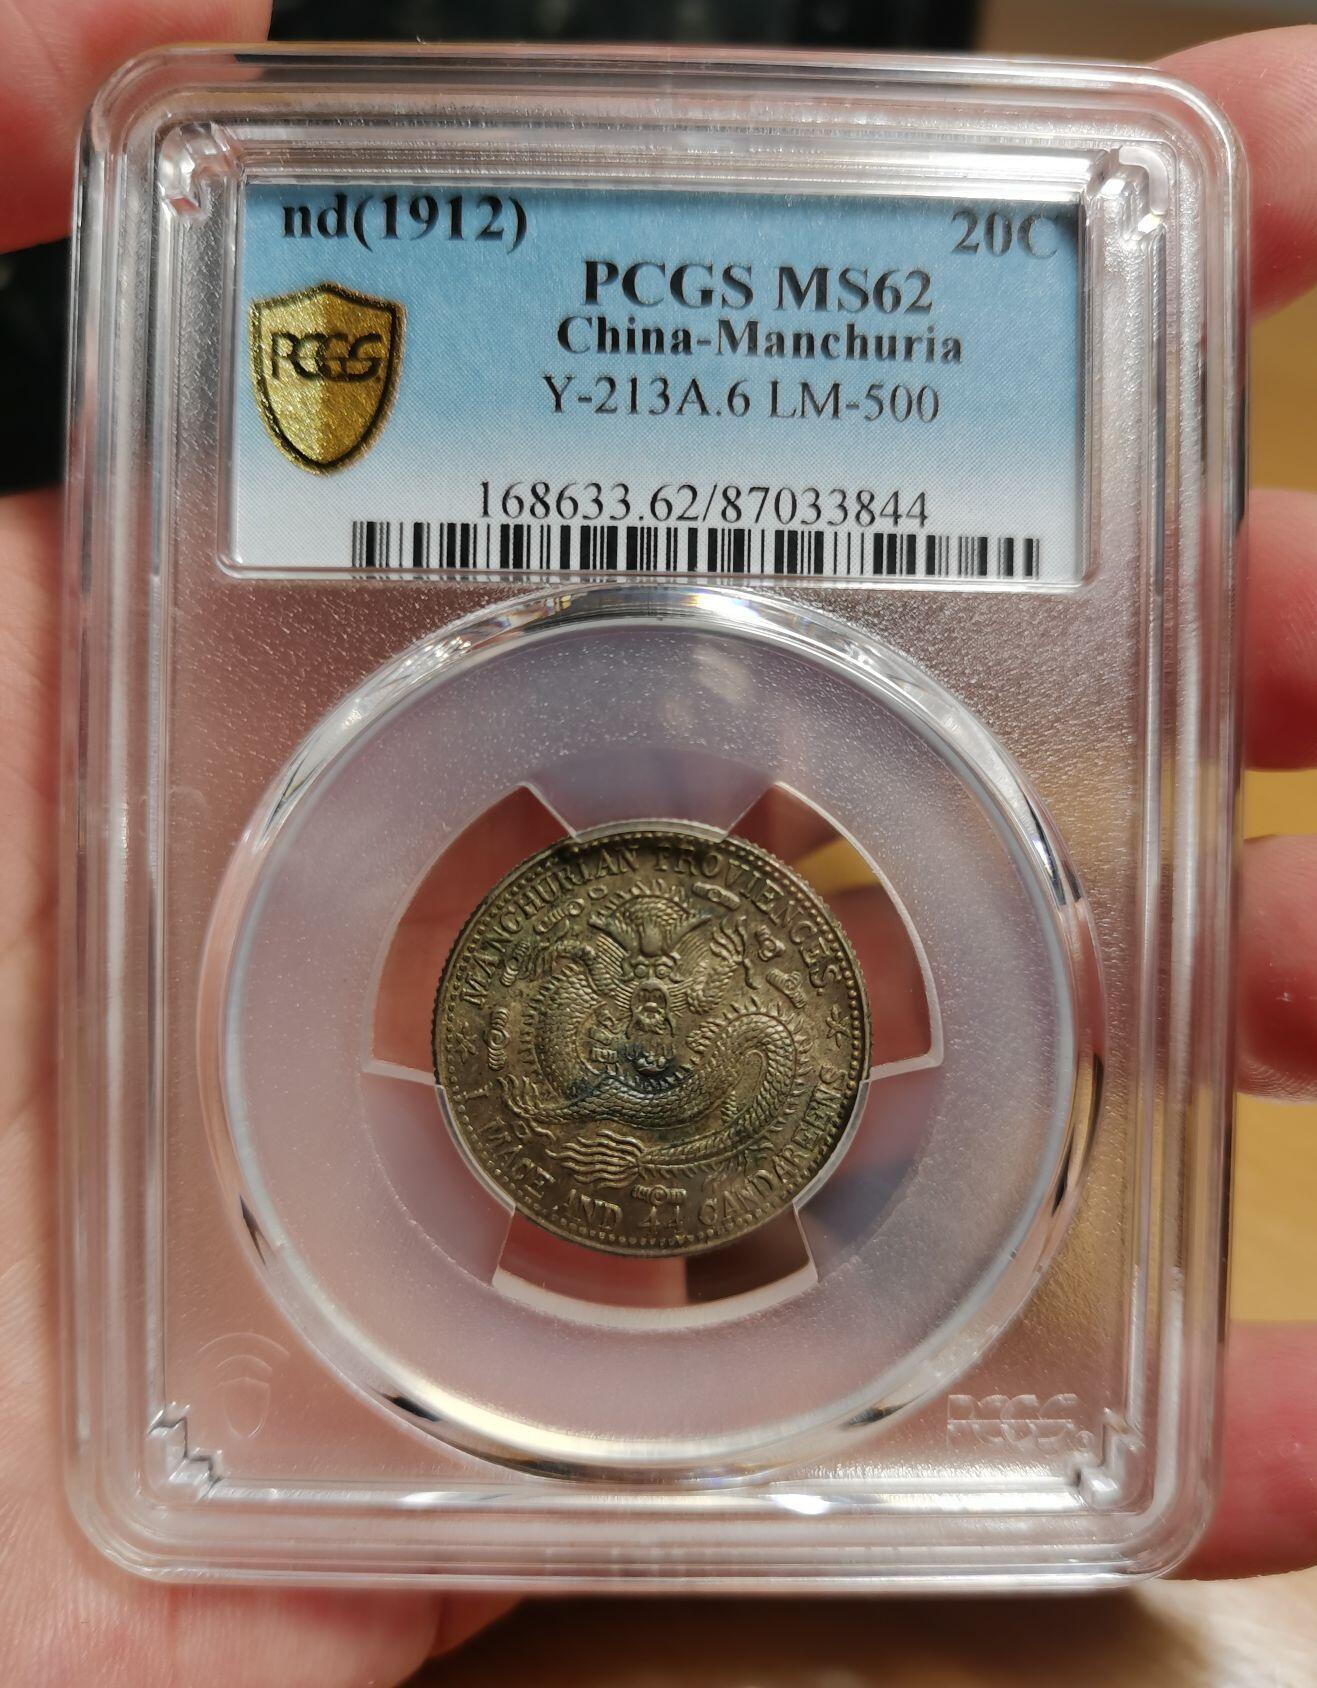 nd(1912) 20C
PCGS MS62
China-Manchuria
Y-213A.6 LM-500
PCGS
168633.62/87033844
MANCHURIAN PROVIENCES
1 MACE AND 44 CANDAREENS
PCGS